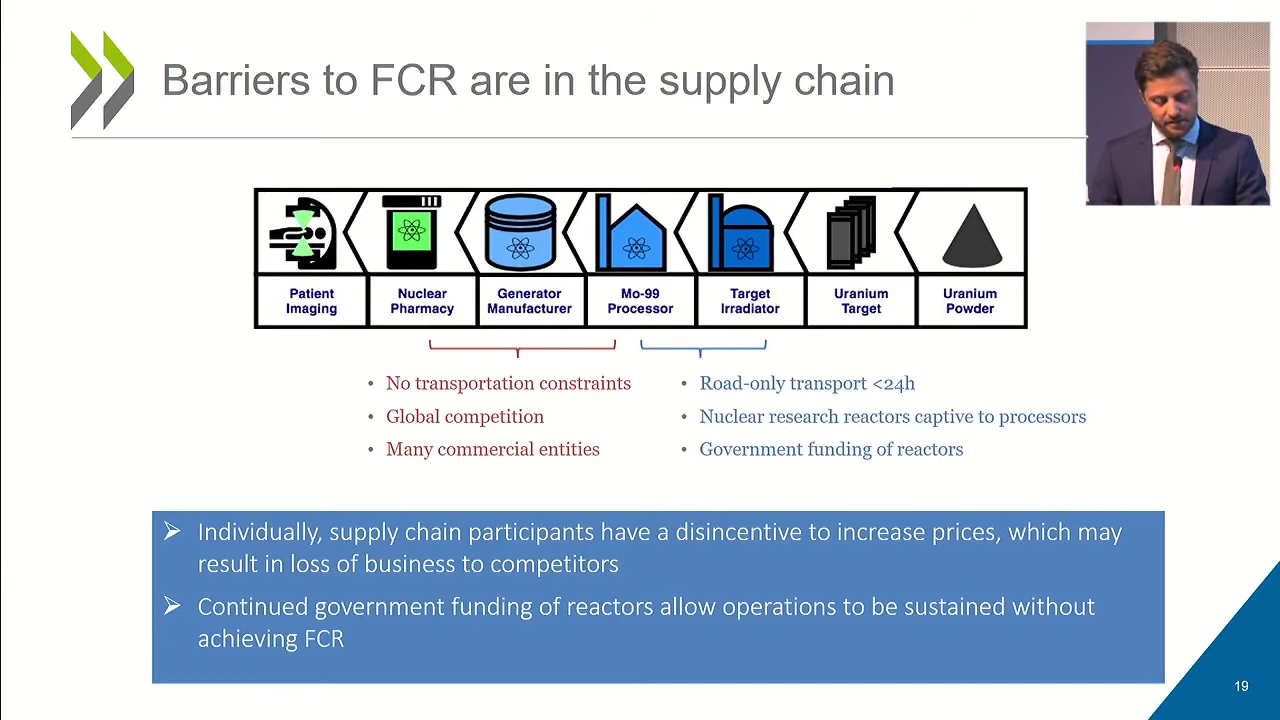 Barriers to FCR are in the supply chain
Patient
Imaging
Nuclear
Pharmacy
Generator
Manufacturer
Mo-99
Processor
Target
Irradiator
Uranium
Target
Uranium
Powder
• No transportation constraints
• Global competition
• Many commercial entities
• Road-only transport <24h
• Nuclear research reactors captive to processors
• Government funding of reactors
Individually, supply chain participants have a disincentive to increase prices, which may
result in loss of business to competitors
Continued government funding of reactors allow operations to be sustained without
achieving FCR
19